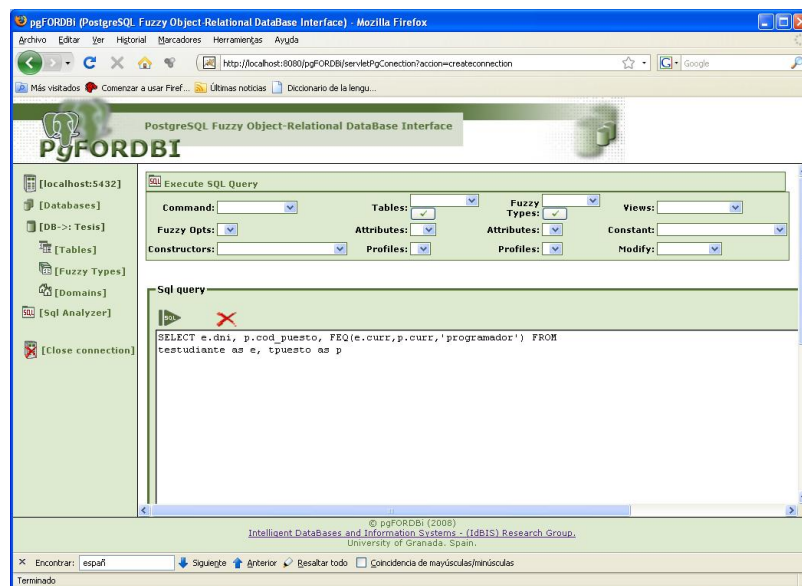 pgFORDBi (PostgreSQL Fuzzy Object-Relational DataBase Interface) - Mozilla Firefox
Archivo Editar Ver Historial Marcadores Herramientas Ayuda
http://localhost:8080/pgFORDBi/servletPgConection?accion=createconnection
Google
Más visitados Comenzar a usar Firef... Últimas noticias Diccionario de la lengu...
PostgreSQL Fuzzy Object-Relational DataBase Interface
PgFORDBI
[localhost:5432]
[Databases]
[DB->: Tesis]
[Tables]
[Fuzzy Types]
[Domains]
[Sql Analyzer]
[Close connection]
SQL Execute SQL Query
Command: Tables: Fuzzy Types: Views:
Fuzzy Opts: Attributes: Attributes: Constant:
Constructors: Profiles: Profiles: Modify:
Sql query
SQL
SELECT e.dni, p.cod_puesto, FEQ(e.curr,p.curr,'programador') FROM
testudiante as e, tpuesto as p
© pgFORDBi (2008)
Intelligent DataBases and Information Systems - (IdBIS) Research Group.
University of Granada. Spain.
Encontrar: españ Siguiente Anterior Resaltar todo Coincidencia de mayúsculas/minúsculas
Terminado